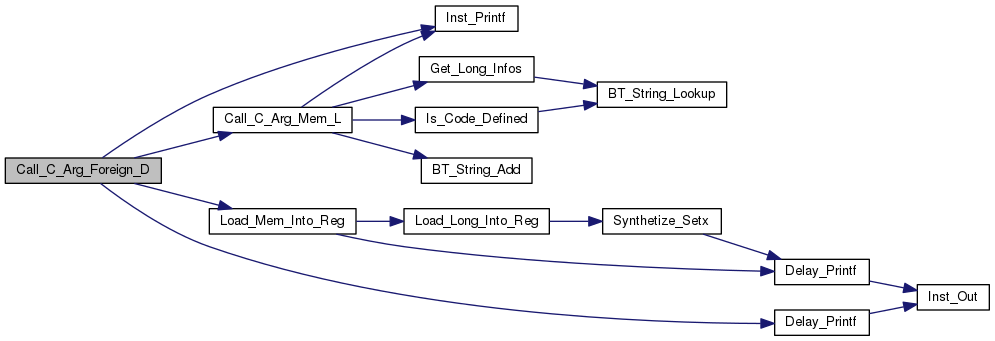 Inst_Printf
Get_Long_Infos
BT_String_Lookup
Call_C_Arg_Mem_L
Is_Code_Defined
BT_String_Add
Call_C_Arg_Foreign_D
Load_Mem_Into_Reg
Load_Long_Into_Reg
Synthetize_Setx
Delay_Printf
Inst_Out
Delay_Printf